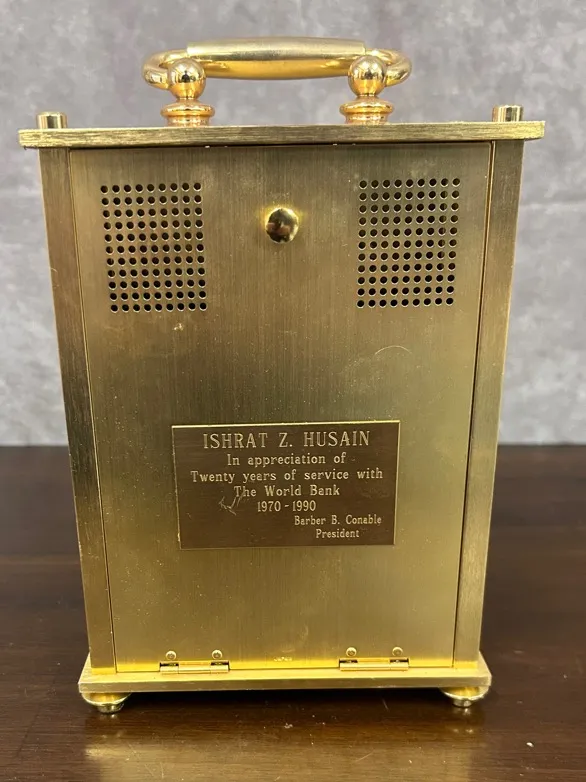 ISHRAT Z. HUSAIN
In appreciation of
Twenty years of service with
The World Bank
1970 - 1990
Barber B. Conable
President